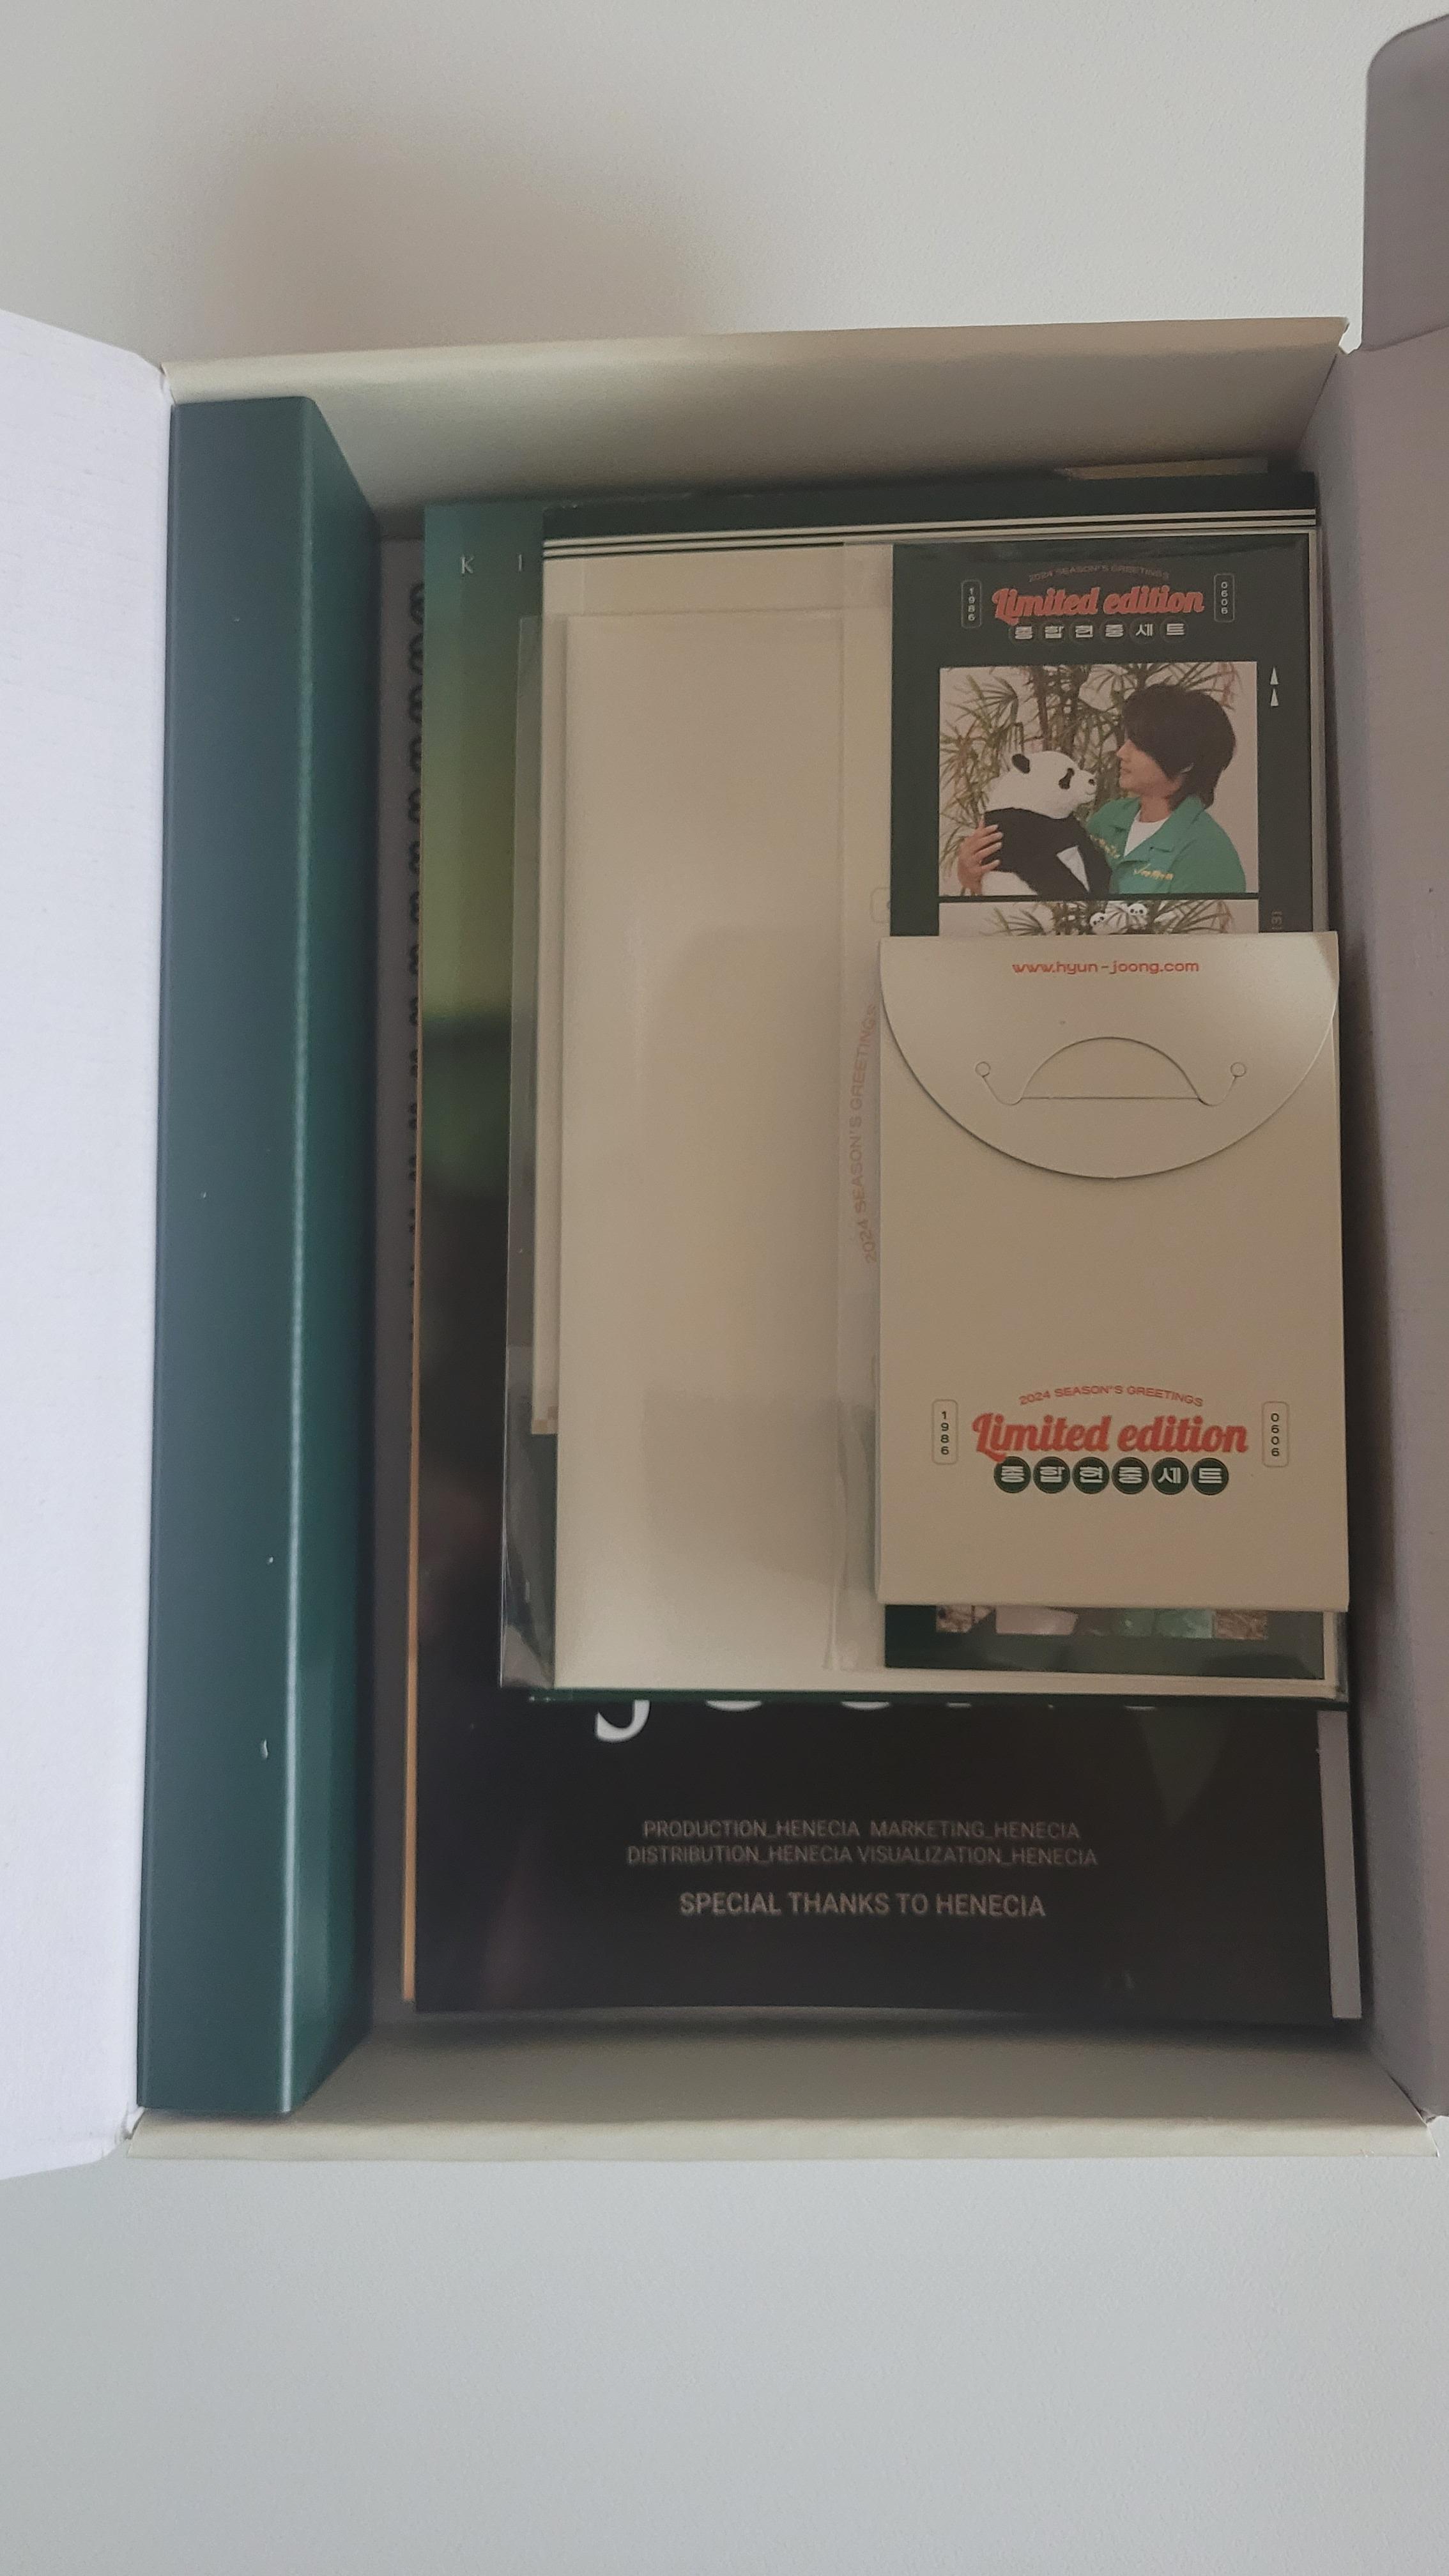 K I
2024 SEASON'S GREETINGS
1986
Limited edition
0606
종합현중세트
www.hyun-joong.com
2024 SEASON'S GREETINGS
2024 SEASON'S GREETINGS
1986
Limited edition
0606
종합현중세트
PRODUCTION_HENECIA MARKETING_HENECIA
DISTRIBUTION_HENECIA VISUALIZATION_HENECIA
SPECIAL THANKS TO HENECIA